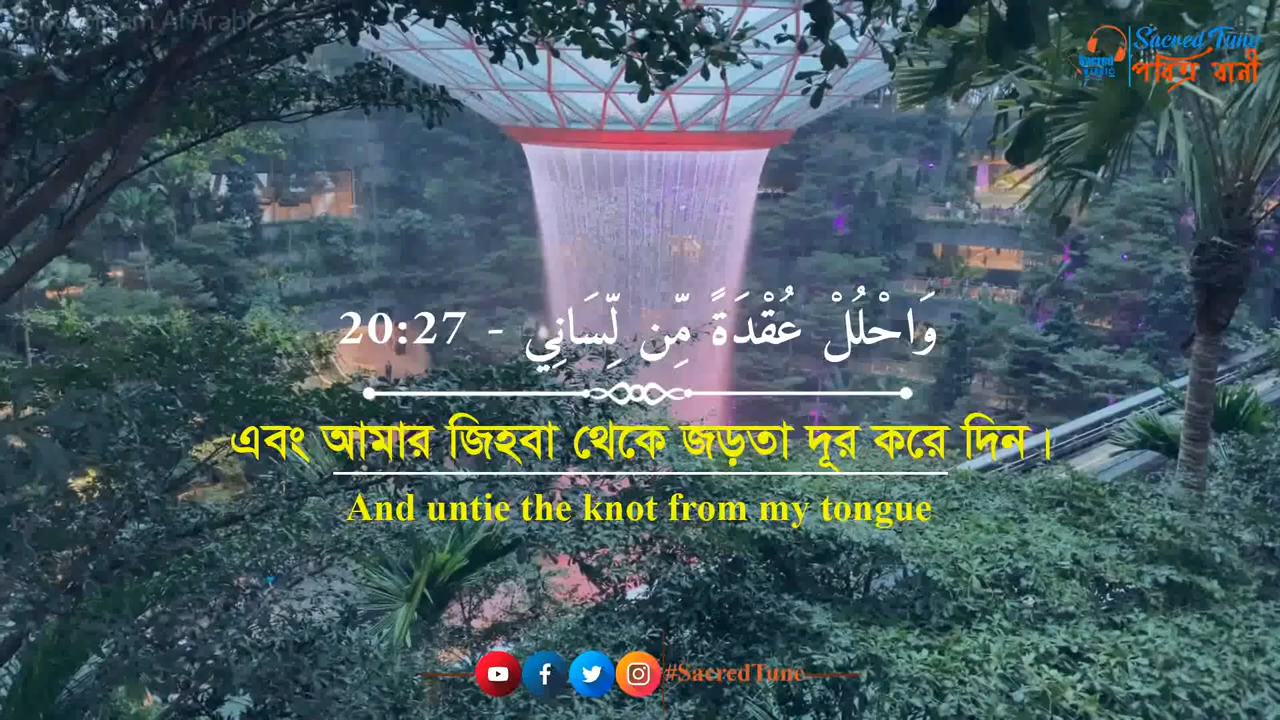 Sacred Tune
পবিত্র বানী
وَاحْلُلْ عُقْدَةً مِّن لِّسَانِي - 20:27
এবং আমার জিহবা থেকে জড়তা দূর করে দিন।
And untie the knot from my tongue
#SacredTune